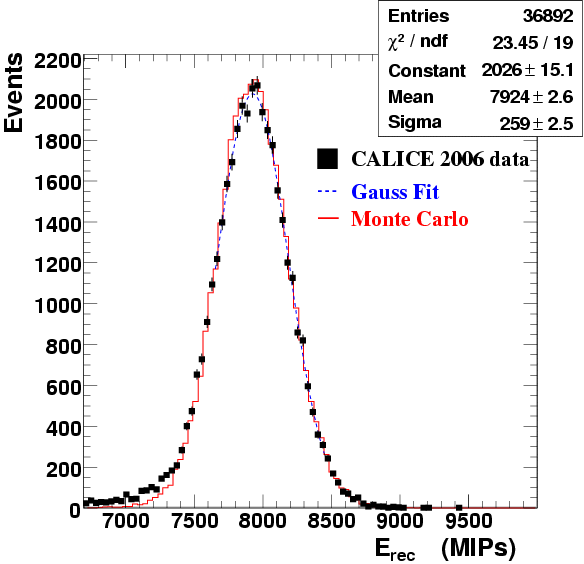 Entries 36892
χ² / ndf 23.45 / 19
Constant 2026 ± 15.1
Mean 7924 ± 2.6
Sigma 259 ± 2.5
Events
2200
2000
1800
1600
1400
1200
1000
800
600
400
200
0
CALICE 2006 data
Gauss Fit
Monte Carlo
7000 7500 8000 8500 9000 9500
E_rec (MIPs)